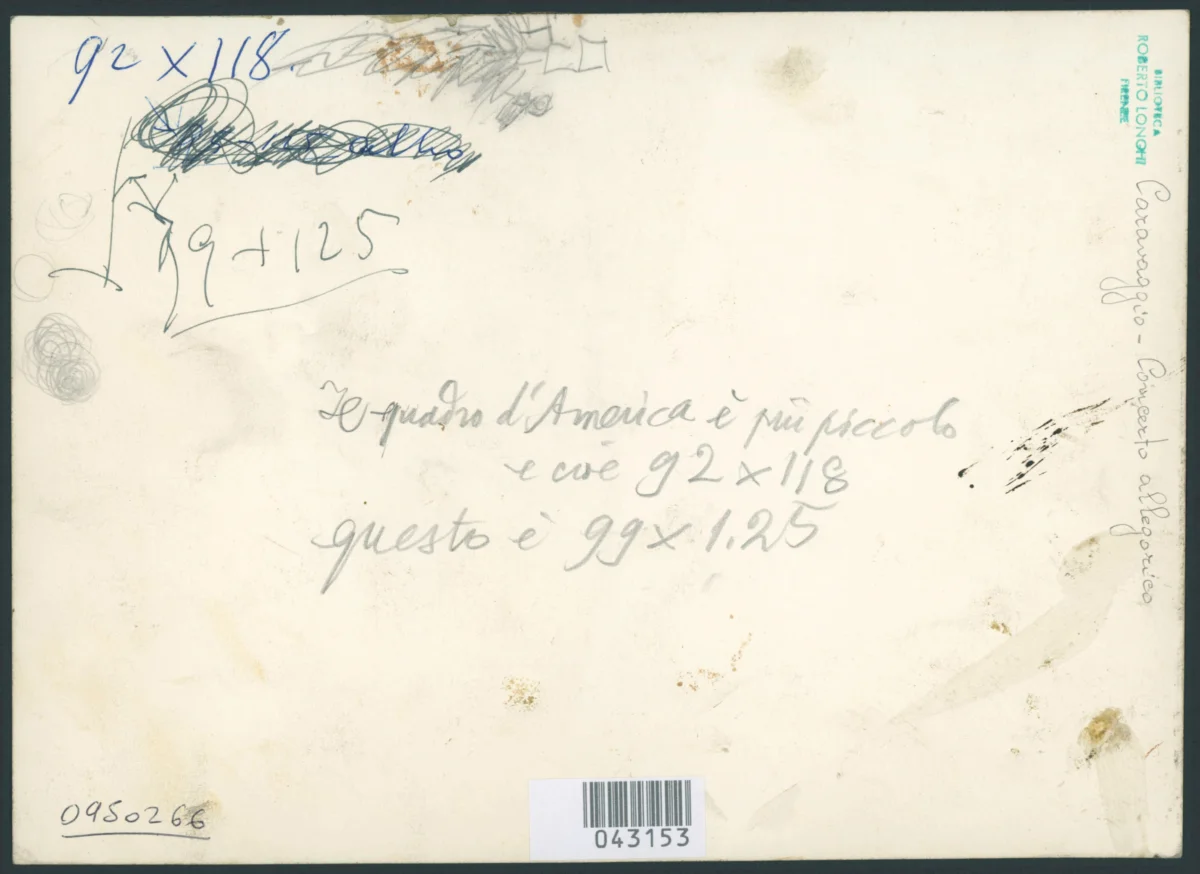 92 x 118.
99 + 125
Il quadro d'America è più piccolo
e cioè 92 x 118
questo è 99 x 1.25
0950266
043153
BIBLIOTECA
ROBERTO LONGHI
FIRENZE
Caravaggio - Concerto allegorico